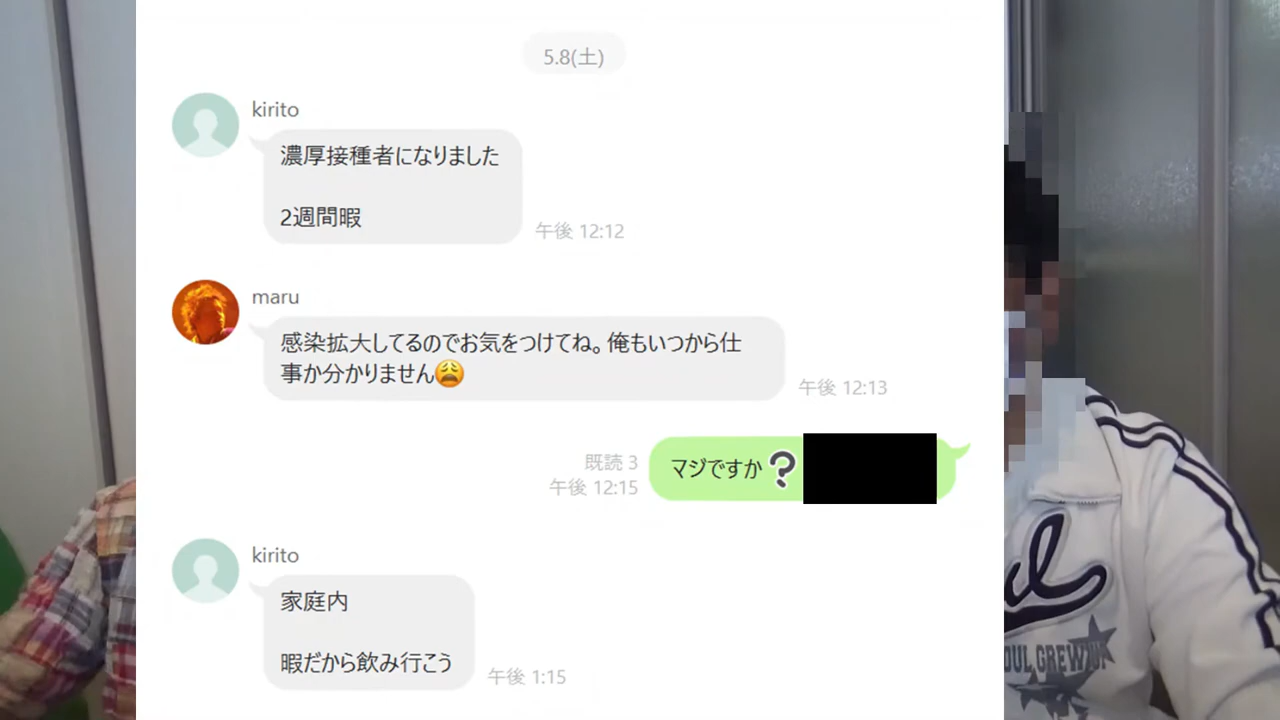 5.8(土)
kirito
濃厚接種者になりました
2週間暇
午後 12:12
maru
感染拡大してるのでお気をつけてね。俺もいつから仕
事か分かりません😩
午後 12:13
既読 3
午後 12:15
マジですか?
kirito
家庭内
暇だから飲み行こう
午後 1:15